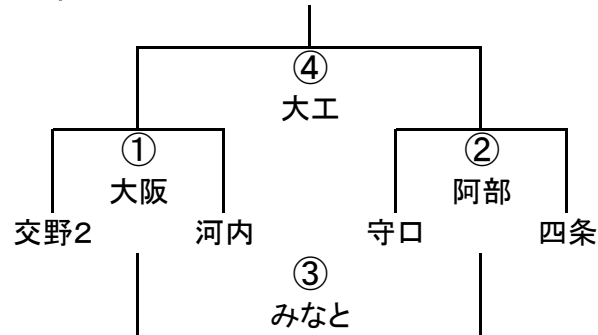 ④
大工
① ②
大阪 阿部
交野２ 河内 守口 四条
③
みなと